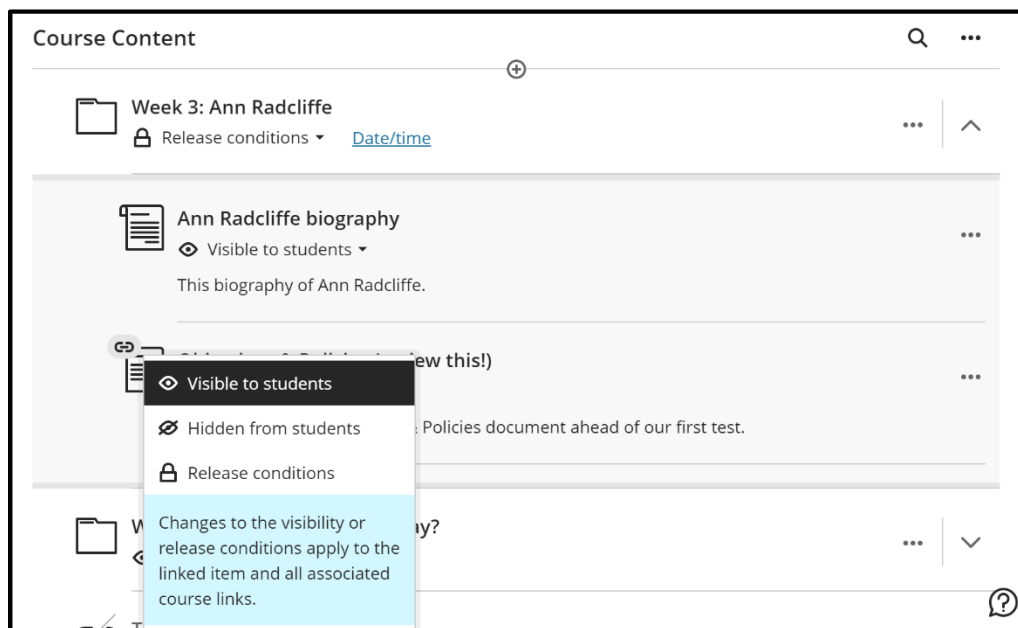 Course Content
Week 3: Ann Radcliffe
Release conditions Date/time
Ann Radcliffe biography
Visible to students
This biography of Ann Radcliffe.
& Policies (review this!)
Visible to students
Hidden from students
Policies document ahead of our first test.
Release conditions
Changes to the visibility or
release conditions apply to the
linked item and all associated
course links.